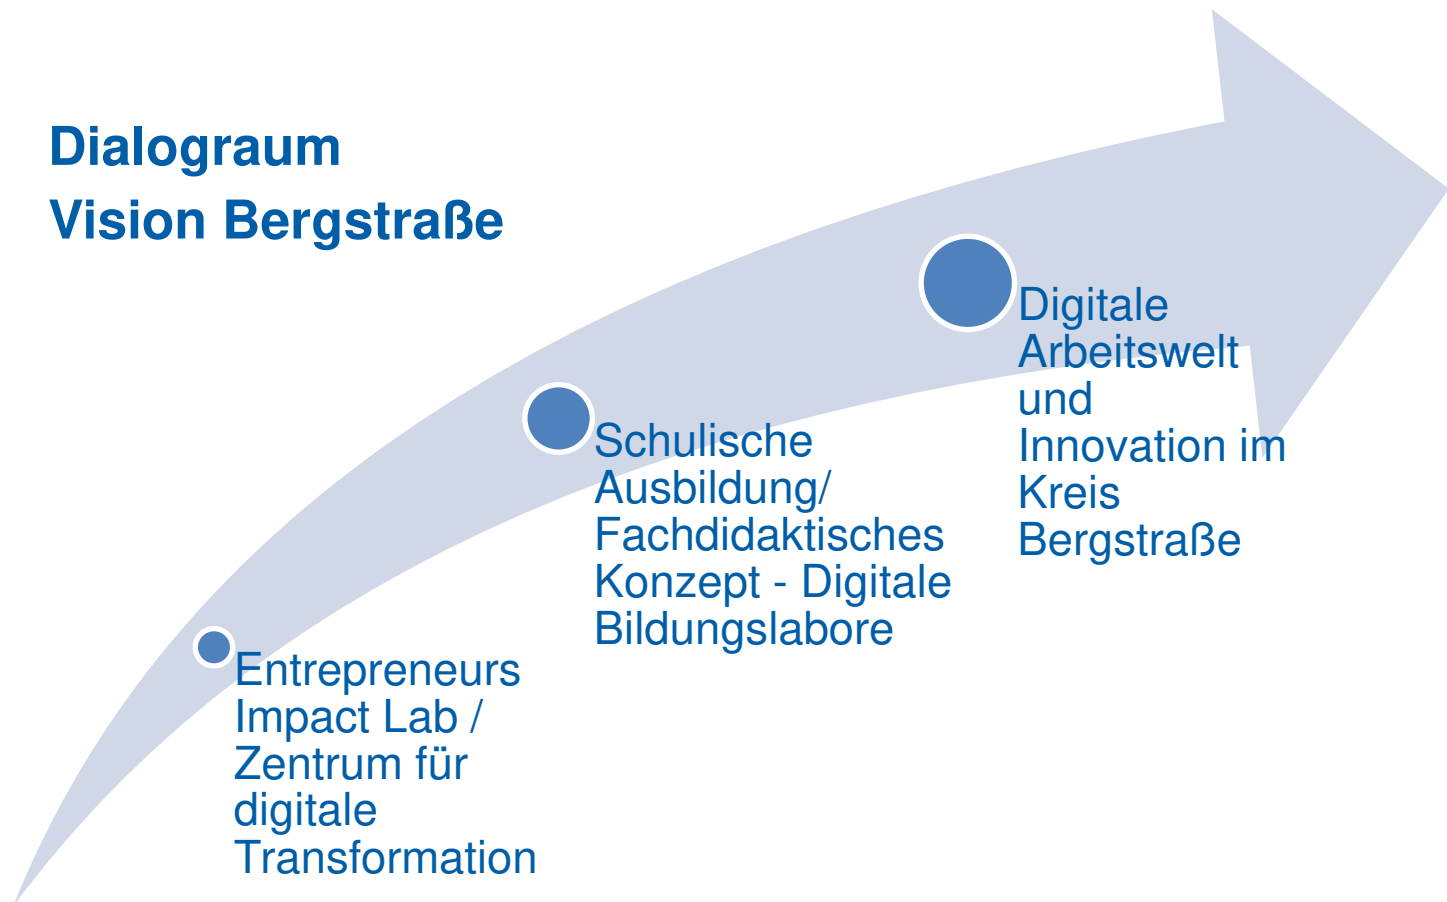 Dialograum
Vision Bergstraße
Digitale
Arbeitswelt
und
Innovation im
Kreis
Bergstraße
Schulische
Ausbildung/
Fachdidaktisches
Konzept - Digitale
Bildungslabore
Entrepreneurs
Impact Lab /
Zentrum für
digitale
Transformation